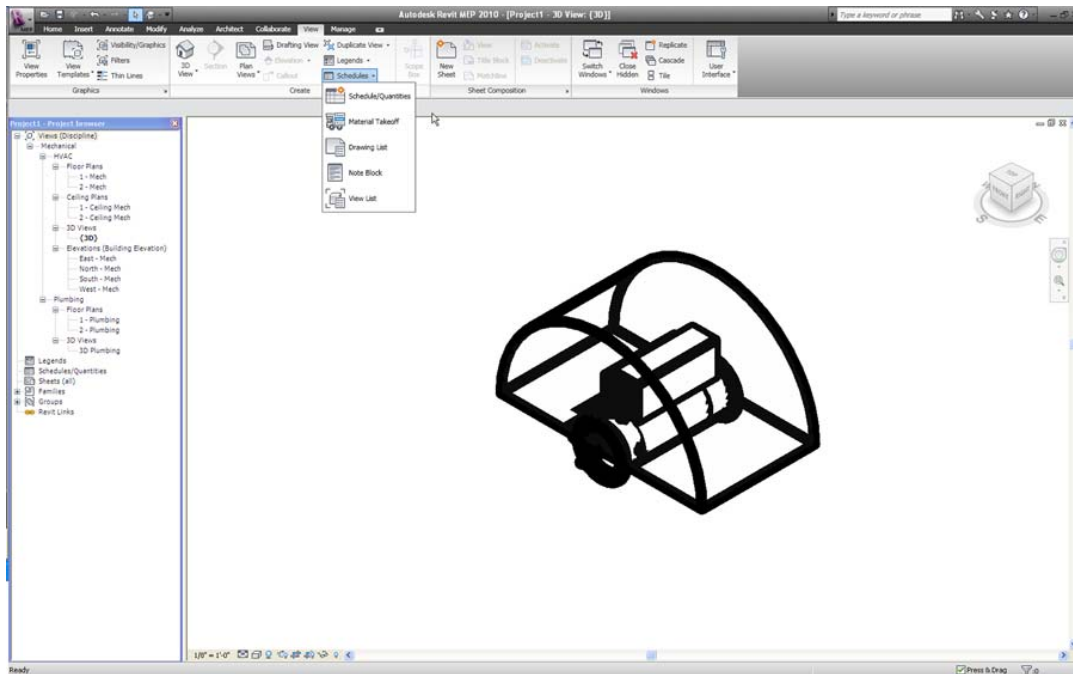 Autodesk Revit MEP 2010 - [Project1 - 3D View: {3D}]
Type a keyword or phrase
Home Insert Annotate Modify Analyze Architect Collaborate View Manage
View Properties
View Templates
Visibility/Graphics
Filters
Thin Lines
3D View
Section
Plan Views
Drafting View
Elevation
Callout
Duplicate View
Legends
Schedules
Scope Box
New Sheet
View
Title Block
Matchline
Activate
Deactivate
Switch Windows
Close Hidden
Replicate
Cascade
Tile
User Interface
Graphics
Create
Sheet Composition
Windows
Schedule/Quantities
Material Takeoff
Drawing List
Note Block
View List
Project1 - Project browser
Views (Discipline)
Mechanical
HVAC
Floor Plans
1 - Mech
2 - Mech
Ceiling Plans
1 - Ceiling Mech
2 - Ceiling Mech
3D Views
{3D}
Elevations (Building Elevation)
East - Mech
North - Mech
South - Mech
West - Mech
Plumbing
Floor Plans
1 - Plumbing
2 - Plumbing
3D Views
3D Plumbing
Legends
Schedules/Quantities
Sheets (all)
Families
Groups
Revit Links
TOP
FRONT
RIGHT
S
E
1/8" = 1'-0"
Ready
Press & Drag
:0